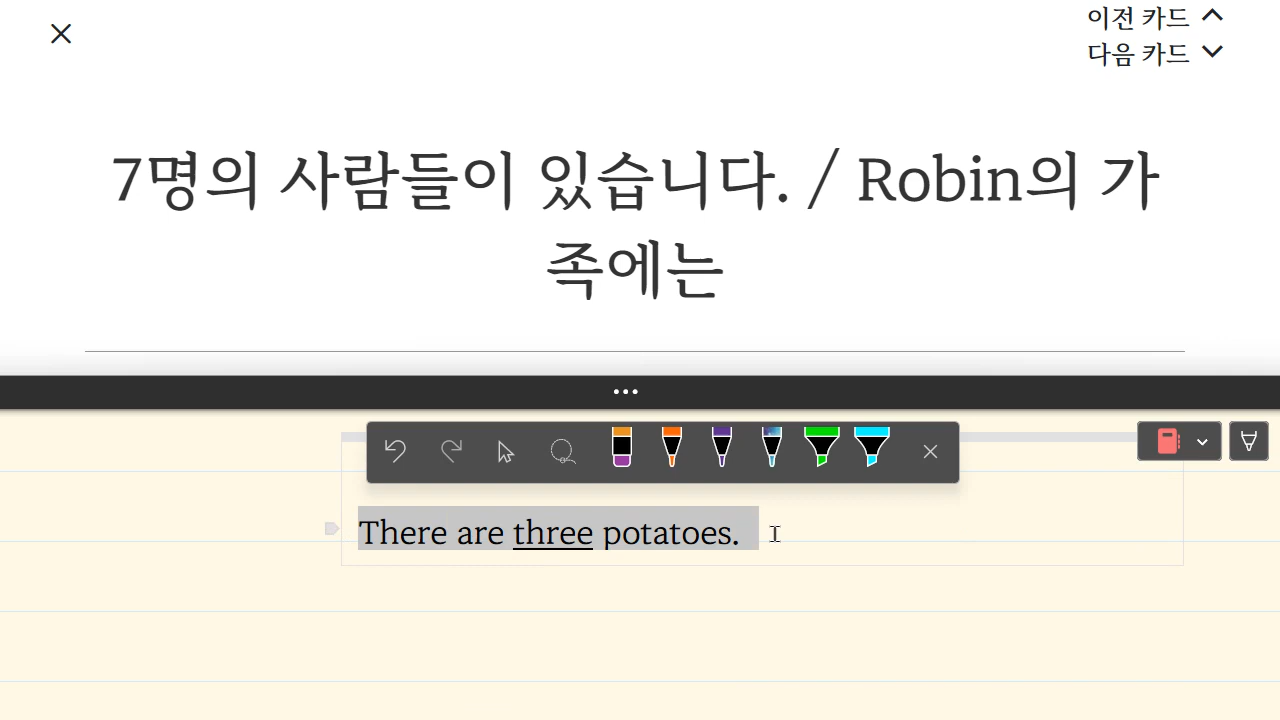 이전 카드
다음 카드
7명의 사람들이 있습니다. / Robin의 가
족에는
There are three potatoes.